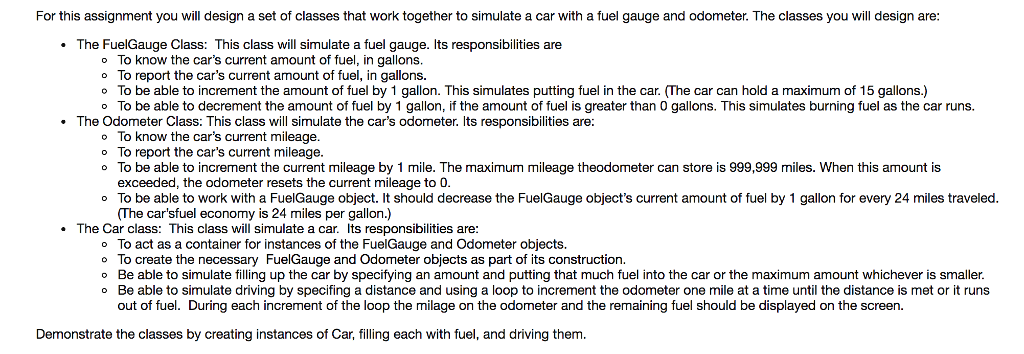 For this assignment you will design a set of classes that work together to simulate a car with a fuel gauge and odometer. The classes you will design are:
• The FuelGauge Class:  This class will simulate a fuel gauge. Its responsibilities are
o To know the car's current amount of fuel, in gallons.
o To report the car's current amount of fuel, in gallons.
o To be able to increment the amount of fuel by 1 gallon. This simulates putting fuel in the car. (The car can hold a maximum of 15 gallons.)
o To be able to decrement the amount of fuel by 1 gallon, if the amount of fuel is greater than 0 gallons. This simulates burning fuel as the car runs.
• The Odometer Class: This class will simulate the car's odometer. Its responsibilities are:
o To know the car's current mileage.
o To report the car's current mileage.
o To be able to increment the current mileage by 1 mile. The maximum mileage theodometer can store is 999,999 miles. When this amount is
exceeded, the odometer resets the current mileage to 0.
o To be able to work with a FuelGauge object. It should decrease the FuelGauge object's current amount of fuel by 1 gallon for every 24 miles traveled.
(The car'sfuel economy is 24 miles per gallon.)
• The Car class:  This class will simulate a car.  Its responsibilities are:
o To act as a container for instances of the FuelGauge and Odometer objects.
o To create the necessary  FuelGauge and Odometer objects as part of its construction.
o Be able to simulate filling up the car by specifying an amount and putting that much fuel into the car or the maximum amount whichever is smaller.
o Be able to simulate driving by specifing a distance and using a loop to increment the odometer one mile at a time until the distance is met or it runs
out of fuel.  During each increment of the loop the milage on the odometer and the remaining fuel should be displayed on the screen.
Demonstrate the classes by creating instances of Car, filling each with fuel, and driving them.